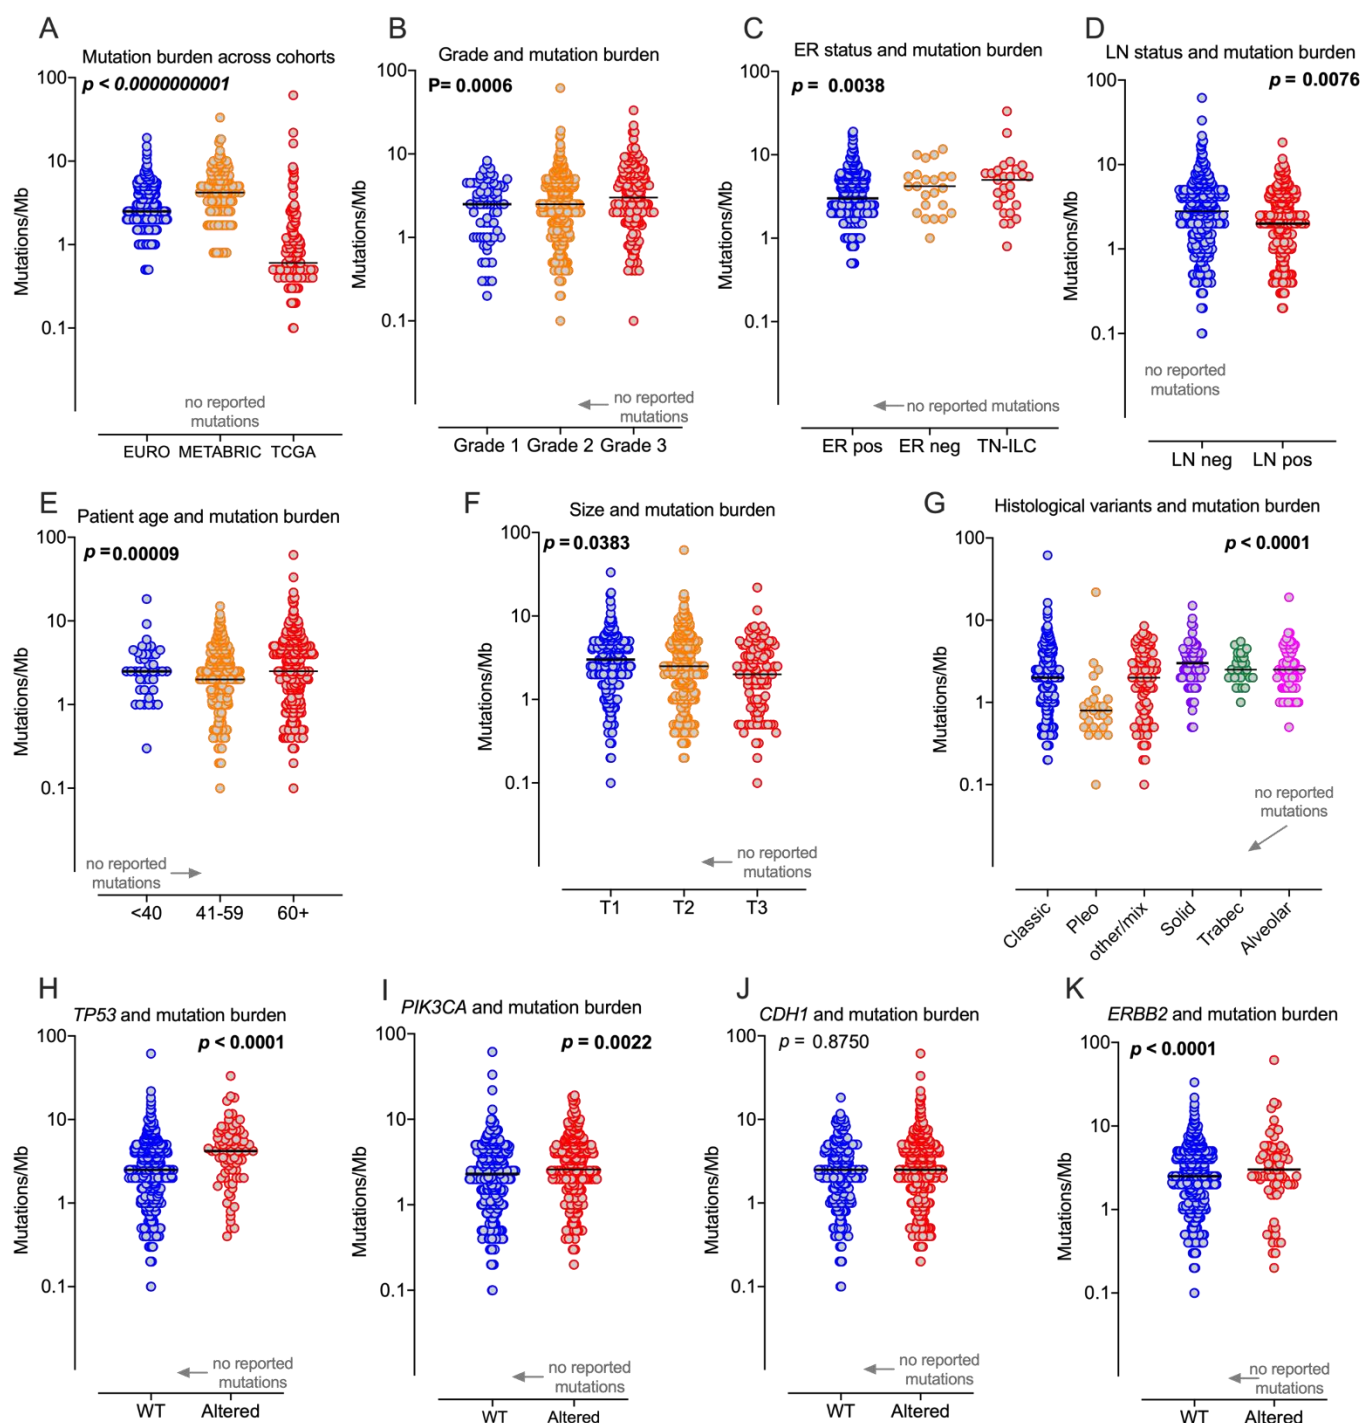 A
Mutation burden across cohorts
p < 0.0000000001
Mutations/Mb
100
10
1
0.1
no reported
mutations
EURO METABRIC TCGA
B
Grade and mutation burden
P= 0.0006
Mutations/Mb
100
10
1
0.1
no reported
mutations
Grade 1 Grade 2 Grade 3
C
ER status and mutation burden
p = 0.0038
Mutations/Mb
100
10
1
0.1
no reported mutations
ER pos ER neg TN-ILC
D
LN status and mutation burden
p = 0.0076
Mutations/Mb
100
10
1
0.1
no reported
mutations
LN neg LN pos
E
Patient age and mutation burden
p =0.00009
Mutations/Mb
100
10
1
0.1
no reported
mutations
<40 41-59 60+
F
Size and mutation burden
p = 0.0383
Mutations/Mb
100
10
1
0.1
no reported
mutations
T1 T2 T3
G
Histological variants and mutation burden
p < 0.0001
Mutations/Mb
100
10
1
0.1
no reported
mutations
Classic Pleo other/mix Solid Trabec Alveolar
H
TP53 and mutation burden
p < 0.0001
Mutations/Mb
100
10
1
0.1
no reported
mutations
WT Altered
I
PIK3CA and mutation burden
p = 0.0022
Mutations/Mb
100
10
1
0.1
no reported
mutations
WT Altered
J
CDH1 and mutation burden
p = 0.8750
Mutations/Mb
100
10
1
0.1
no reported
mutations
WT Altered
K
ERBB2 and mutation burden
p < 0.0001
Mutations/Mb
100
10
1
0.1
no reported
mutations
WT Altered